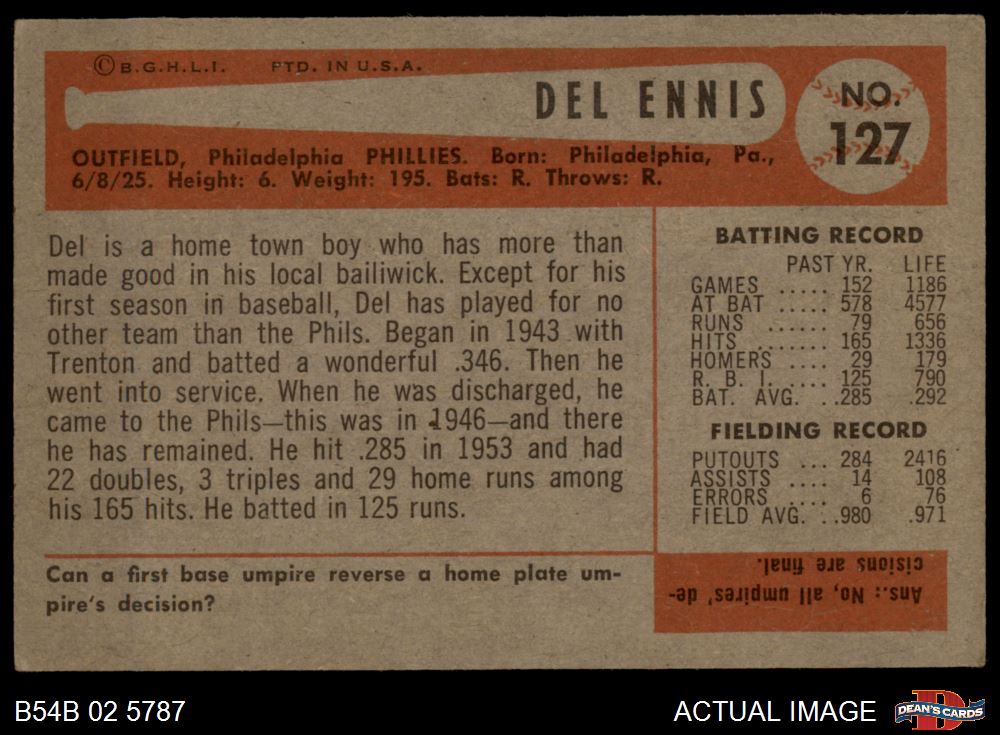 © B.G.H.L.I. PTD. IN U.S.A.
DEL ENNIS
NO.
127
OUTFIELD, Philadelphia PHILLIES. Born: Philadelphia, Pa.,
6/8/25. Height: 6. Weight: 195. Bats: R. Throws: R.
Del is a home town boy who has more than
made good in his local bailiwick. Except for his
first season in baseball, Del has played for no
other team than the Phils. Began in 1943 with
Trenton and batted a wonderful .346. Then he
went into service. When he was discharged, he
came to the Phils—this was in 1946—and there
he has remained. He hit .285 in 1953 and had
22 doubles, 3 triples and 29 home runs among
his 165 hits. He batted in 125 runs.
BATTING RECORD
PAST YR. LIFE
GAMES ..... 152 1186
AT BAT ..... 578 4577
RUNS ...... 79 656
HITS ....... 165 1336
HOMERS .... 29 179
R. B. I. .... 125 790
BAT. AVG. ..285 .292
FIELDING RECORD
PUTOUTS ... 284 2416
ASSISTS .... 14 108
ERRORS .... 6 76
FIELD AVG. ..980 .971
Can a first base umpire reverse a home plate um-
pire's decision?
Ans.: No, all umpires' de-
cisions are final.
B54B 02 5787
ACTUAL IMAGE
DEAN'S CARDS